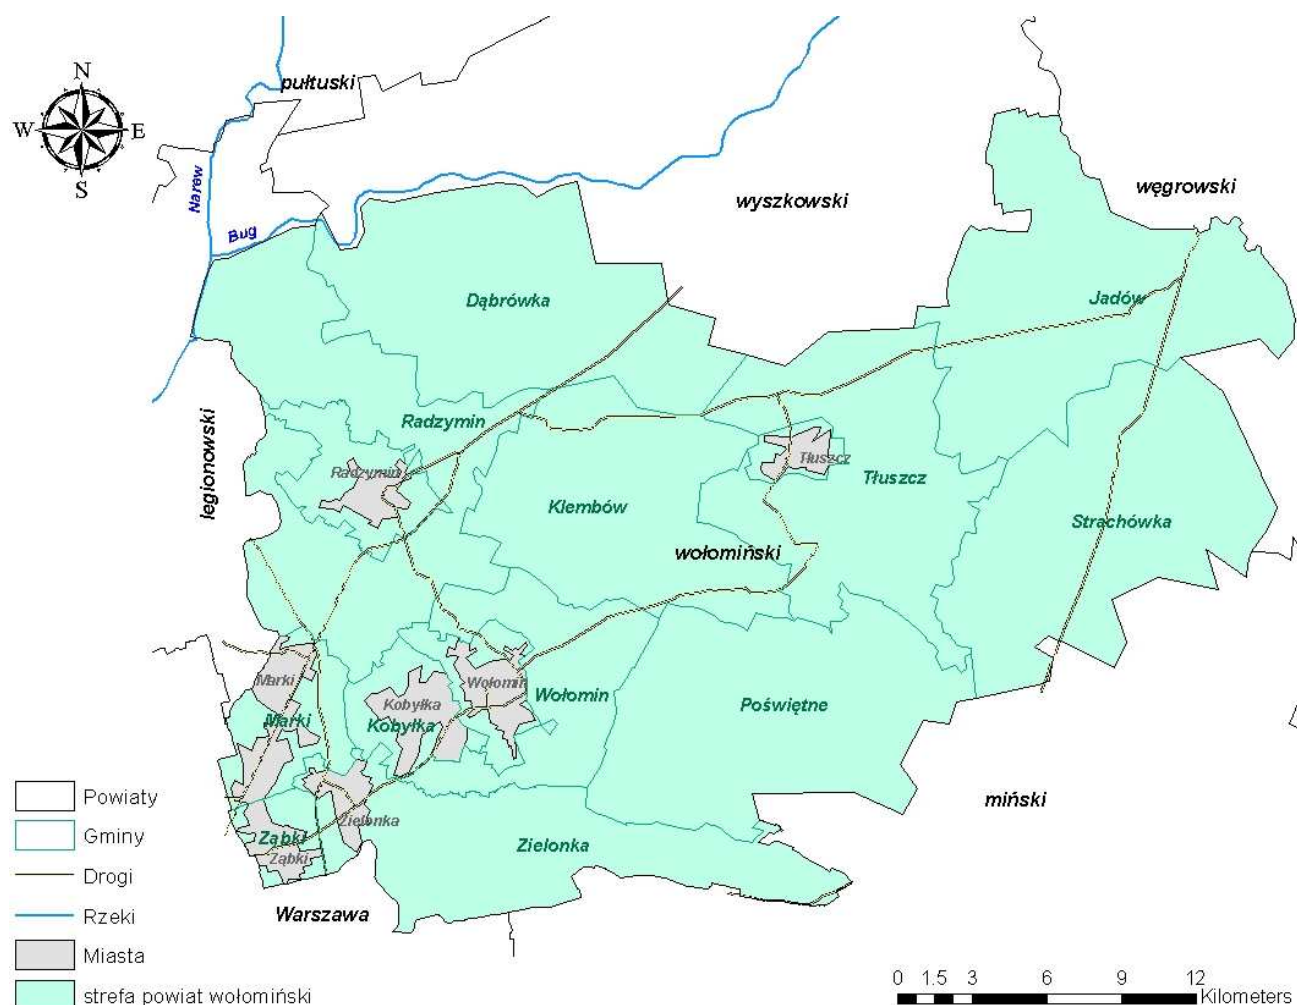 N
W E
S
pułtuski
Narew
Bug
wyszkowski
węgrowski
Dąbrówka
Jadów
legionowski
Radzymin
Radzymin
Tłuszcz
Tłuszcz
Klembów
Strachówka
wołomiński
Marki
Marki
Kobyłka
Kobyłka
Wołomin
Wołomin
Poświętne
miński
Zielonka
Ząbki
Ząbki
Zielonka
Warszawa
Powiaty
Gminy
Drogi
Rzeki
Miasta
strefa powiat wołomiński
0 1.5 3 6 9 12
Kilometers